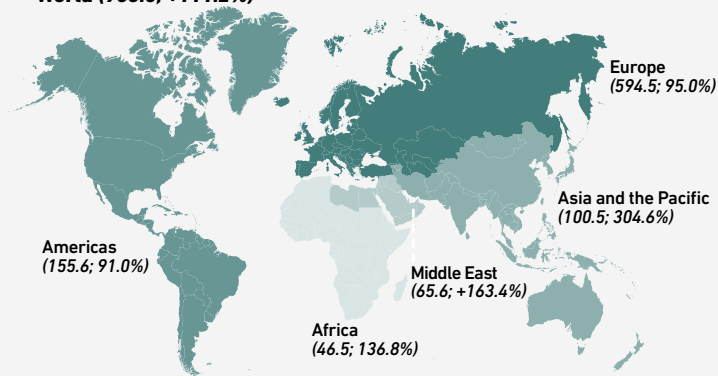 Europe
(594.5; 95.0%)
Asia and the Pacific
(100.5; 304.6%)
Americas
(155.6; 91.0%)
Middle East
(65.6; +163.4%)
Africa
(46.5; 136.8%)